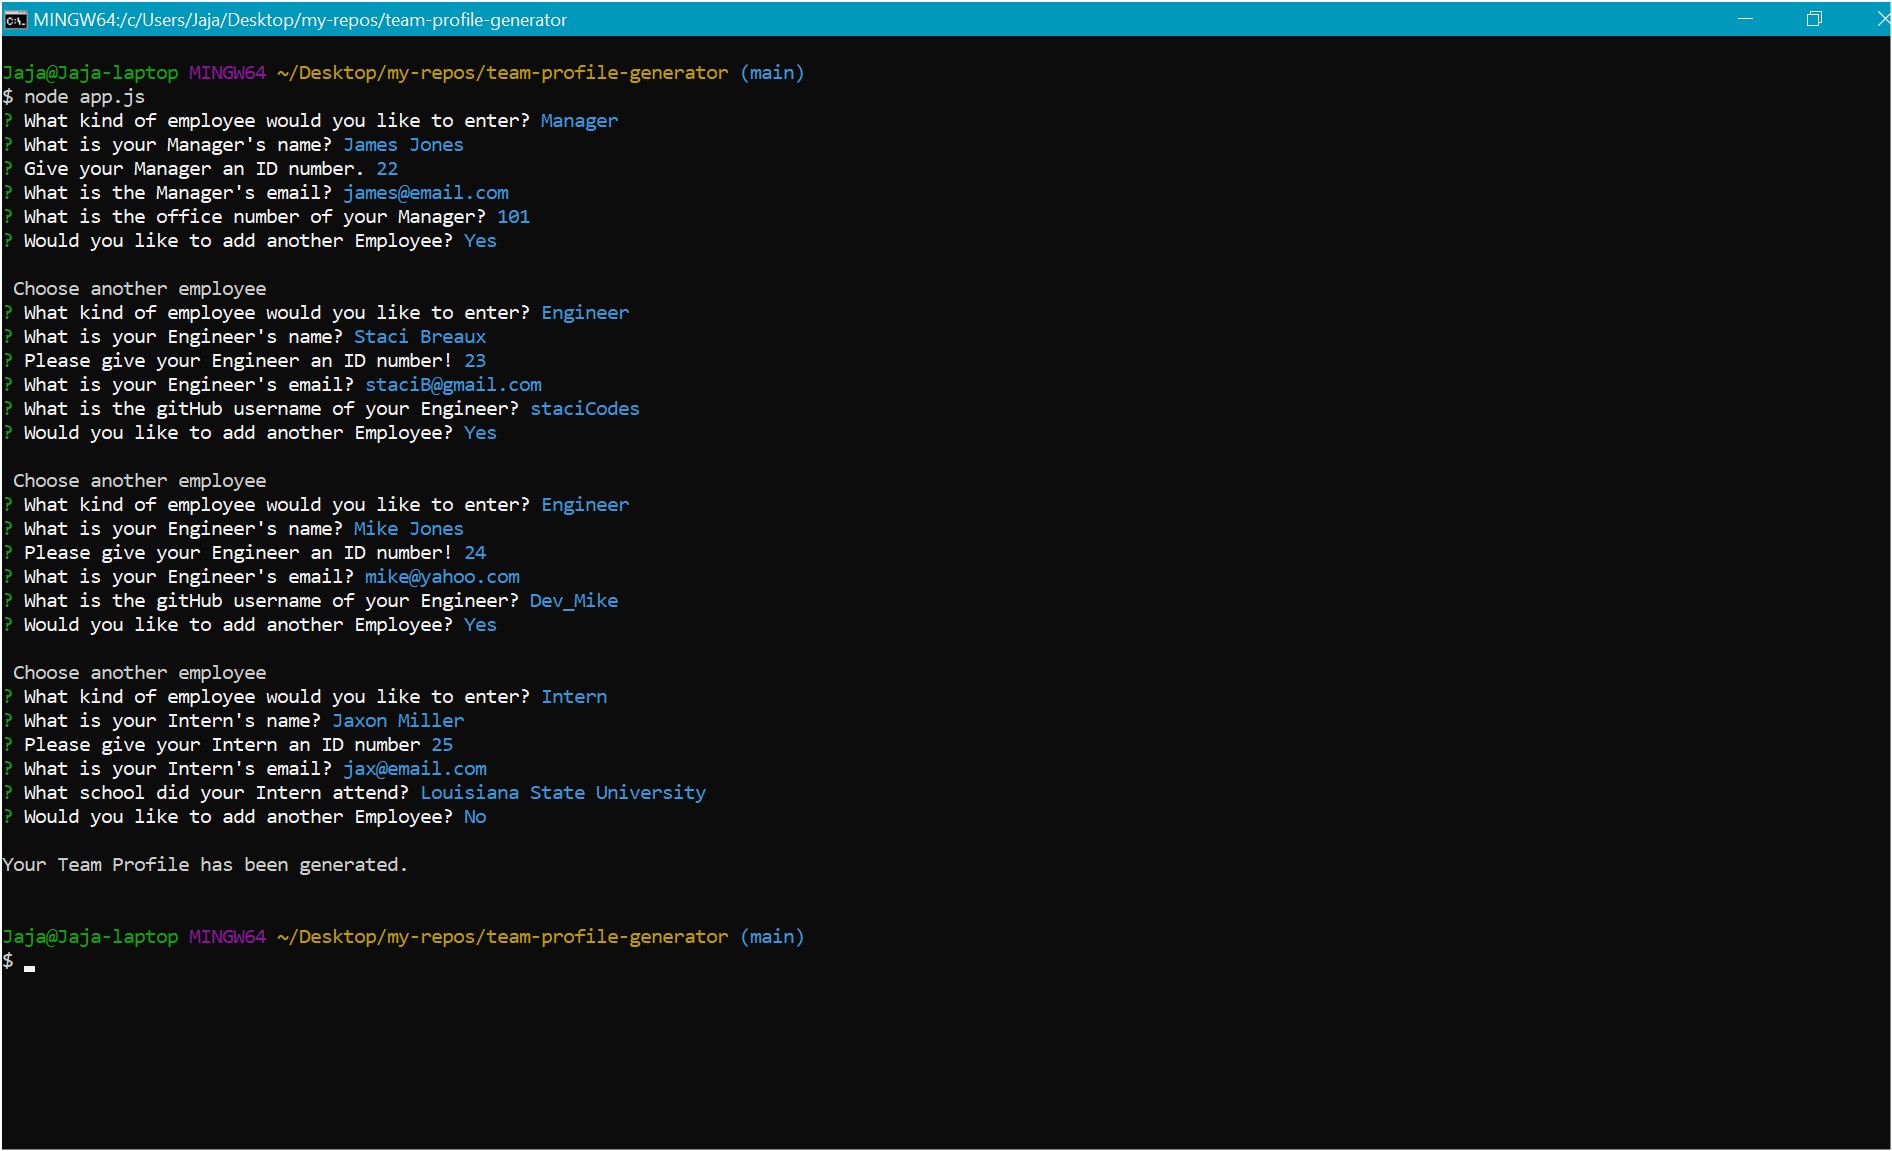 MINGW64:/c/Users/Jaja/Desktop/my-repos/team-profile-generator
Jaja@Jaja-laptop MINGW64 ~/Desktop/my-repos/team-profile-generator (main)
$ node app.js
? What kind of employee would you like to enter? Manager
? What is your Manager's name? James Jones
? Give your Manager an ID number. 22
? What is the Manager's email? james@email.com
? What is the office number of your Manager? 101
? Would you like to add another Employee? Yes
Choose another employee
? What kind of employee would you like to enter? Engineer
? What is your Engineer's name? Staci Breaux
? Please give your Engineer an ID number! 23
? What is your Engineer's email? staciB@gmail.com
? What is the gitHub username of your Engineer? staciCodes
? Would you like to add another Employee? Yes
Choose another employee
? What kind of employee would you like to enter? Engineer
? What is your Engineer's name? Mike Jones
? Please give your Engineer an ID number! 24
? What is your Engineer's email? mike@yahoo.com
? What is the gitHub username of your Engineer? Dev_Mike
? Would you like to add another Employee? Yes
Choose another employee
? What kind of employee would you like to enter? Intern
? What is your Intern's name? Jaxon Miller
? Please give your Intern an ID number 25
? What is your Intern's email? jax@email.com
? What school did your Intern attend? Louisiana State University
? Would you like to add another Employee? No
Your Team Profile has been generated.
Jaja@Jaja-laptop MINGW64 ~/Desktop/my-repos/team-profile-generator (main)
$